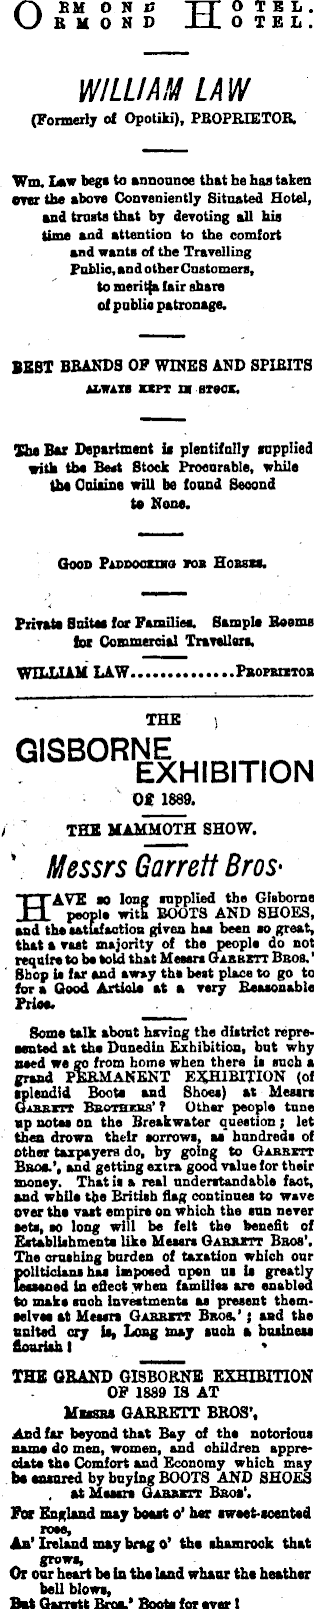 ORMOND HOTEL.
ORMOND HOTEL.
WILLIAM LAW
(Formerly of Opotiki), PROPRIETOR.
Wm. Law begs to announce that he has taken
over the above Conveniently Situated Hotel,
and trusts that by devoting all his
time and attention to the comfort
and wants of the Travelling
Public, and other Customers,
to merit a fair share
of public patronage.
BEST BRANDS OF WINES AND SPIRITS
ALWAYS KEPT IN STOCK.
The Bar Department is plentifully supplied
with the Best Stock Procurable, while
the Cuisine will be found Second
to None.
GOOD PADDOCKING FOR HORSES.
Private Suites for Families. Sample Rooms
for Commercial Travellers.
WILLIAM LAW..............PROPRIETOR
THE
GISBORNE
EXHIBITION
OF 1889.
THE MAMMOTH SHOW.
Messrs Garrett Bros.
HAVE so long supplied the Gisborne
people with BOOTS AND SHOES,
and the satisfaction given has been so great,
that a vast majority of the people do not
require to be told that Messrs GARRETT BROS.'
Shop is far and away the best place to go to
for a Good Article at a very Reasonable
Price.
Some talk about having the district repre-
sented at the Dunedin Exhibition, but why
need we go from home when there is such a
grand PERMANENT EXHIBITION (of
splendid Boots and Shoes) at Messrs
GARRETT BROTHERS'? Other people tune
up notes on the Breakwater question; let
then drown their sorrows, as hundreds of
other taxpayers do, by going to GARRETT
BROS.', and getting extra good value for their
money. That is a real understandable fact,
and while the British flag continues to wave
over the vast empire on which the sun never
sets, so long will be felt the benefit of
Establishments like Messrs GARRETT BROS'.
The crushing burden of taxation which our
politicians has imposed upon us is greatly
lessened in effect when families are enabled
to make such investments as present them-
selves at Messrs GARRETT BROS.'; and the
united cry is, Long may such a business
flourish!
THE GRAND GISBORNE EXHIBITION
OF 1889 IS AT
MESSRS GARRETT BROS',
And far beyond that Bay of the notorious
name do men, women, and children appre-
ciate the Comfort and Economy which may
be ensured by buying BOOTS AND SHOES
at Messrs GARRETT BROS'.
For England may boast o' her sweet-scented
rose,
An' Ireland may brag o' the shamrock that
grows,
Or our heart be in the land whaur the heather
bell blows,
But Garrett Bros.' Boots for ever!